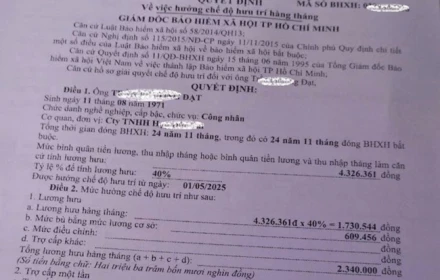 QUYẾT ĐỊNH
Về việc hưởng chế độ hưu trí hàng tháng
MÃ SỐ BHXH:
GIÁM ĐỐC BẢO HIỂM XÃ HỘI TP HỒ CHÍ MINH
Căn cứ Luật Bảo hiểm xã hội số 58/2014/QH13;
Căn cứ Nghị định số 115/2015/NĐ-CP ngày 11/11/2015 của Chính phủ Quy định chi tiết
một số điều của Luật Bảo hiểm xã hội về bảo hiểm xã hội bắt buộc;
Căn cứ Quyết định số 11/QĐ-BHXH ngày 15 tháng 06 năm 1995 của Tổng Giám đốc Bảo
hiểm xã hội Việt Nam về việc thành lập Bảo hiểm xã hội TP Hồ Chí Minh;
Căn cứ hồ sơ giải quyết chế độ hưu trí đối với ông T Đạt,
QUYẾT ĐỊNH:
Điều 1. Ông ĐẠT
Sinh ngày 11 tháng 08 năm 1971
Chức danh nghề nghiệp, cấp bậc, chức vụ: Công nhân
Cơ quan, đơn vị: Cty TNHH H
Tổng thời gian đóng BHXH: 24 năm 11 tháng, trong đó có 24 năm 11 tháng đóng BHXH bắt
buộc.
Mức bình quân tiền lương, thu nhập tháng hoặc bình quân tiền lương và thu nhập tháng làm căn
cứ tính lương hưu: 4.326.361 đồng
Tỷ lệ % để tính lương hưu: 40%
Được hưởng chế độ hưu trí từ ngày: 01/05/2025
Điều 2. Mức hưởng chế độ hưu trí như sau:
1. Lương hưu
a. Lương hưu hàng tháng: 4.326.361đ x 40% = 1.730.544 đồng
b. Mức bù bằng mức lương cơ sở: 609.456 đồng
c. Mức điều chỉnh: đồng
d. Trợ cấp khác: đồng
Tổng lương hưu hàng tháng (a + b + c + d): 2.340.000 đồng
(Số tiền bằng chữ: Hai triệu ba trăm bốn mươi nghìn đồng)
2. Trợ cấp một lần